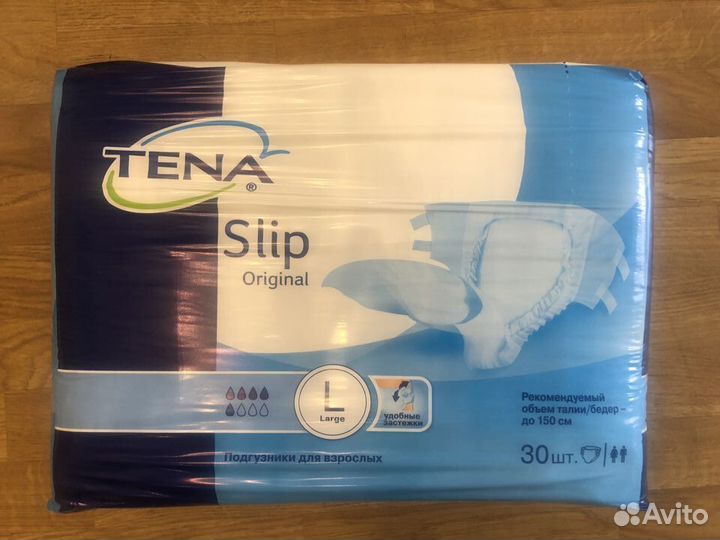 TENA®
Slip
Original
L
Large
удобные
застежки
Рекомендуемый
объем талии/бедер -
до 150 см
Подгузники для взрослых
30 шт.
Avito